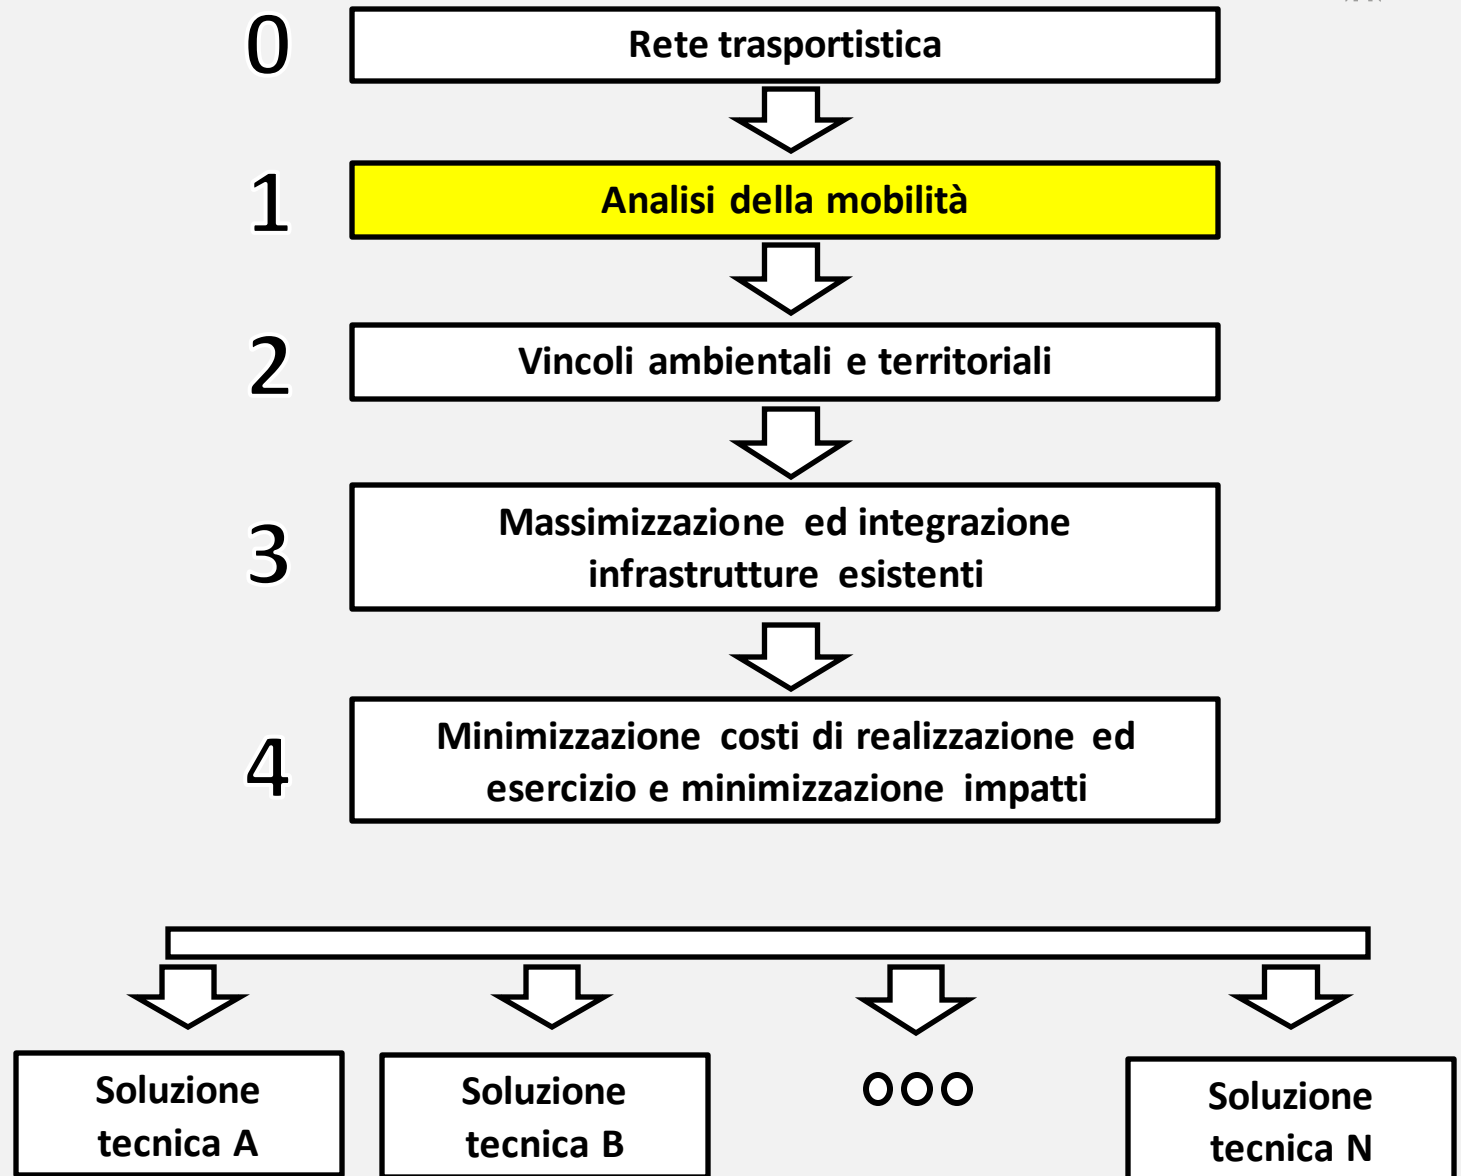 0
Rete trasportistica
1
Analisi della mobilità
2
Vincoli ambientali e territoriali
3
Massimizzazione ed integrazione
infrastrutture esistenti
4
Minimizzazione costi di realizzazione ed
esercizio e minimizzazione impatti
Soluzione
tecnica A
Soluzione
tecnica B
Soluzione
tecnica N